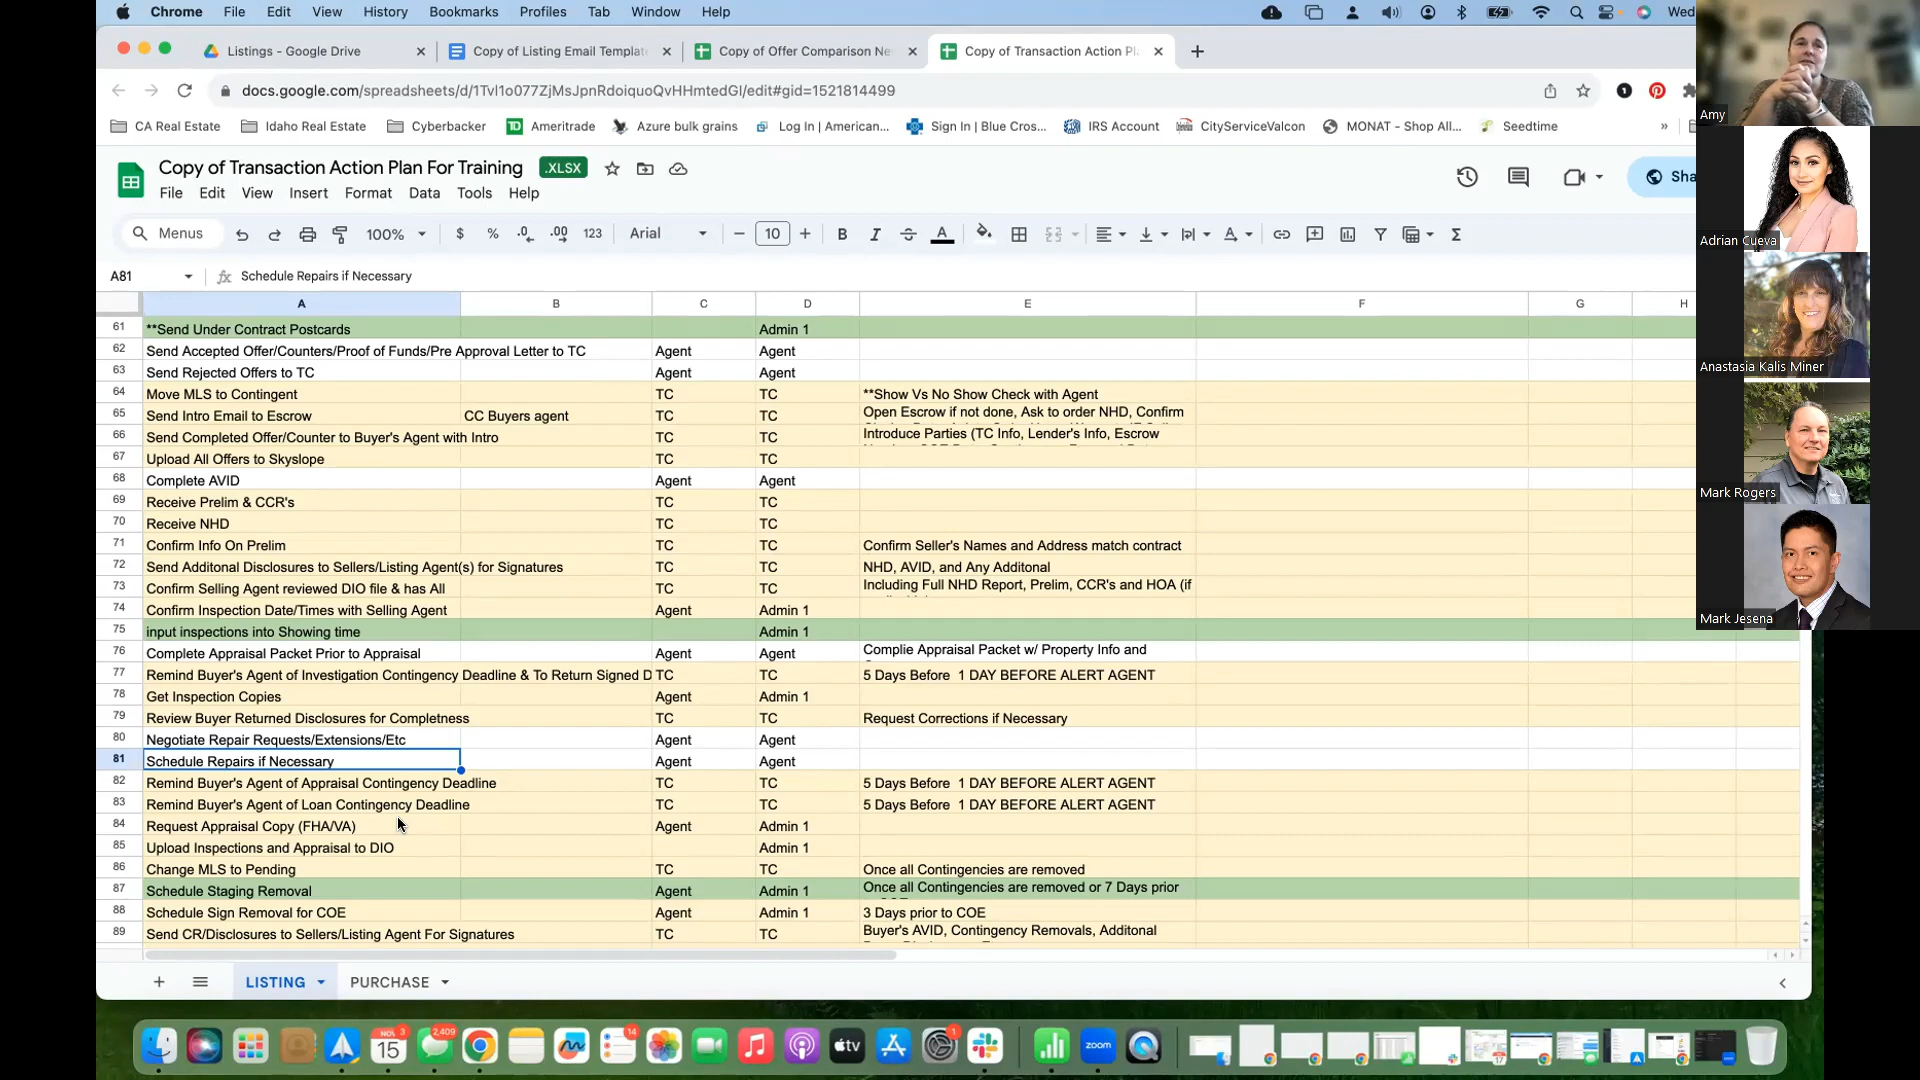 Chrome File Edit View History Bookmarks Profiles Tab Window Help Wed
Listings - Google Drive
Copy of Listing Email Templat
Copy of Offer Comparison Ne
Copy of Transaction Action Pl
docs.google.com/spreadsheets/d/1Tvl1o077ZjMsJpnRdoiquoQvHHmtedGl/edit#gid=1521814499
CA Real Estate Idaho Real Estate Cyberbacker Ameritrade Azure bulk grains Log In | American... Sign In | Blue Cros... IRS Account CityServiceValcon MONAT - Shop All... Seedtime »
Copy of Transaction Action Plan For Training .XLSX
File Edit View Insert Format Data Tools Help
Sha
Menus 100% $ % .0 .00 123 Arial 10 B I A
A81 fx Schedule Repairs if Necessary
A B C D E F G H
61 **Send Under Contract Postcards Admin 1
62 Send Accepted Offer/Counters/Proof of Funds/Pre Approval Letter to TC Agent Agent
63 Send Rejected Offers to TC Agent Agent
64 Move MLS to Contingent TC TC **Show Vs No Show Check with Agent
65 Send Intro Email to Escrow CC Buyers agent TC TC Open Escrow if not done, Ask to order NHD, Confirm
66 Send Completed Offer/Counter to Buyer's Agent with Intro TC TC Introduce Parties (TC Info, Lender's Info, Escrow
67 Upload All Offers to Skyslope TC TC
68 Complete AVID Agent Agent
69 Receive Prelim & CCR's TC TC
70 Receive NHD TC TC
71 Confirm Info On Prelim TC TC Confirm Seller's Names and Address match contract
72 Send Additonal Disclosures to Sellers/Listing Agent(s) for Signatures TC TC NHD, AVID, and Any Additonal
73 Confirm Selling Agent reviewed DIO file & has All TC TC Including Full NHD Report, Prelim, CCR's and HOA (if
74 Confirm Inspection Date/Times with Selling Agent Agent Admin 1
75 input inspections into Showing time Admin 1
76 Complete Appraisal Packet Prior to Appraisal Agent Agent Complie Appraisal Packet w/ Property Info and
77 Remind Buyer's Agent of Investigation Contingency Deadline & To Return Signed D TC TC 5 Days Before 1 DAY BEFORE ALERT AGENT
78 Get Inspection Copies Agent Admin 1
79 Review Buyer Returned Disclosures for Completness TC TC Request Corrections if Necessary
80 Negotiate Repair Requests/Extensions/Etc Agent Agent
81 Schedule Repairs if Necessary Agent Agent
82 Remind Buyer's Agent of Appraisal Contingency Deadline TC TC 5 Days Before 1 DAY BEFORE ALERT AGENT
83 Remind Buyer's Agent of Loan Contingency Deadline TC TC 5 Days Before 1 DAY BEFORE ALERT AGENT
84 Request Appraisal Copy (FHA/VA) Agent Admin 1
85 Upload Inspections and Appraisal to DIO Admin 1
86 Change MLS to Pending TC TC Once all Contingencies are removed
87 Schedule Staging Removal Agent Admin 1 Once all Contingencies are removed or 7 Days prior
88 Schedule Sign Removal for COE Agent Admin 1 3 Days prior to COE
89 Send CR/Disclosures to Sellers/Listing Agent For Signatures TC TC Buyer's AVID, Contingency Removals, Additonal
LISTING PURCHASE
Amy
Adrian Cueva
Anastasia Kalis Miner
Mark Rogers
Mark Jesena
NOV 3 15 2,409 14 tv 1 zoom